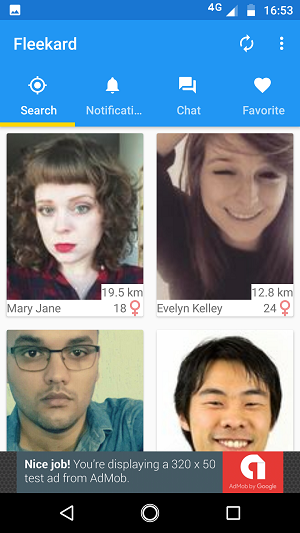 4G 16:53
Fleekard
Search Notificati… Chat Favorite
19.5 km 12.8 km
Mary Jane 18 Evelyn Kelley 24
Nice job! You're displaying a 320 x 50
test ad from AdMob.
AdMob by Google